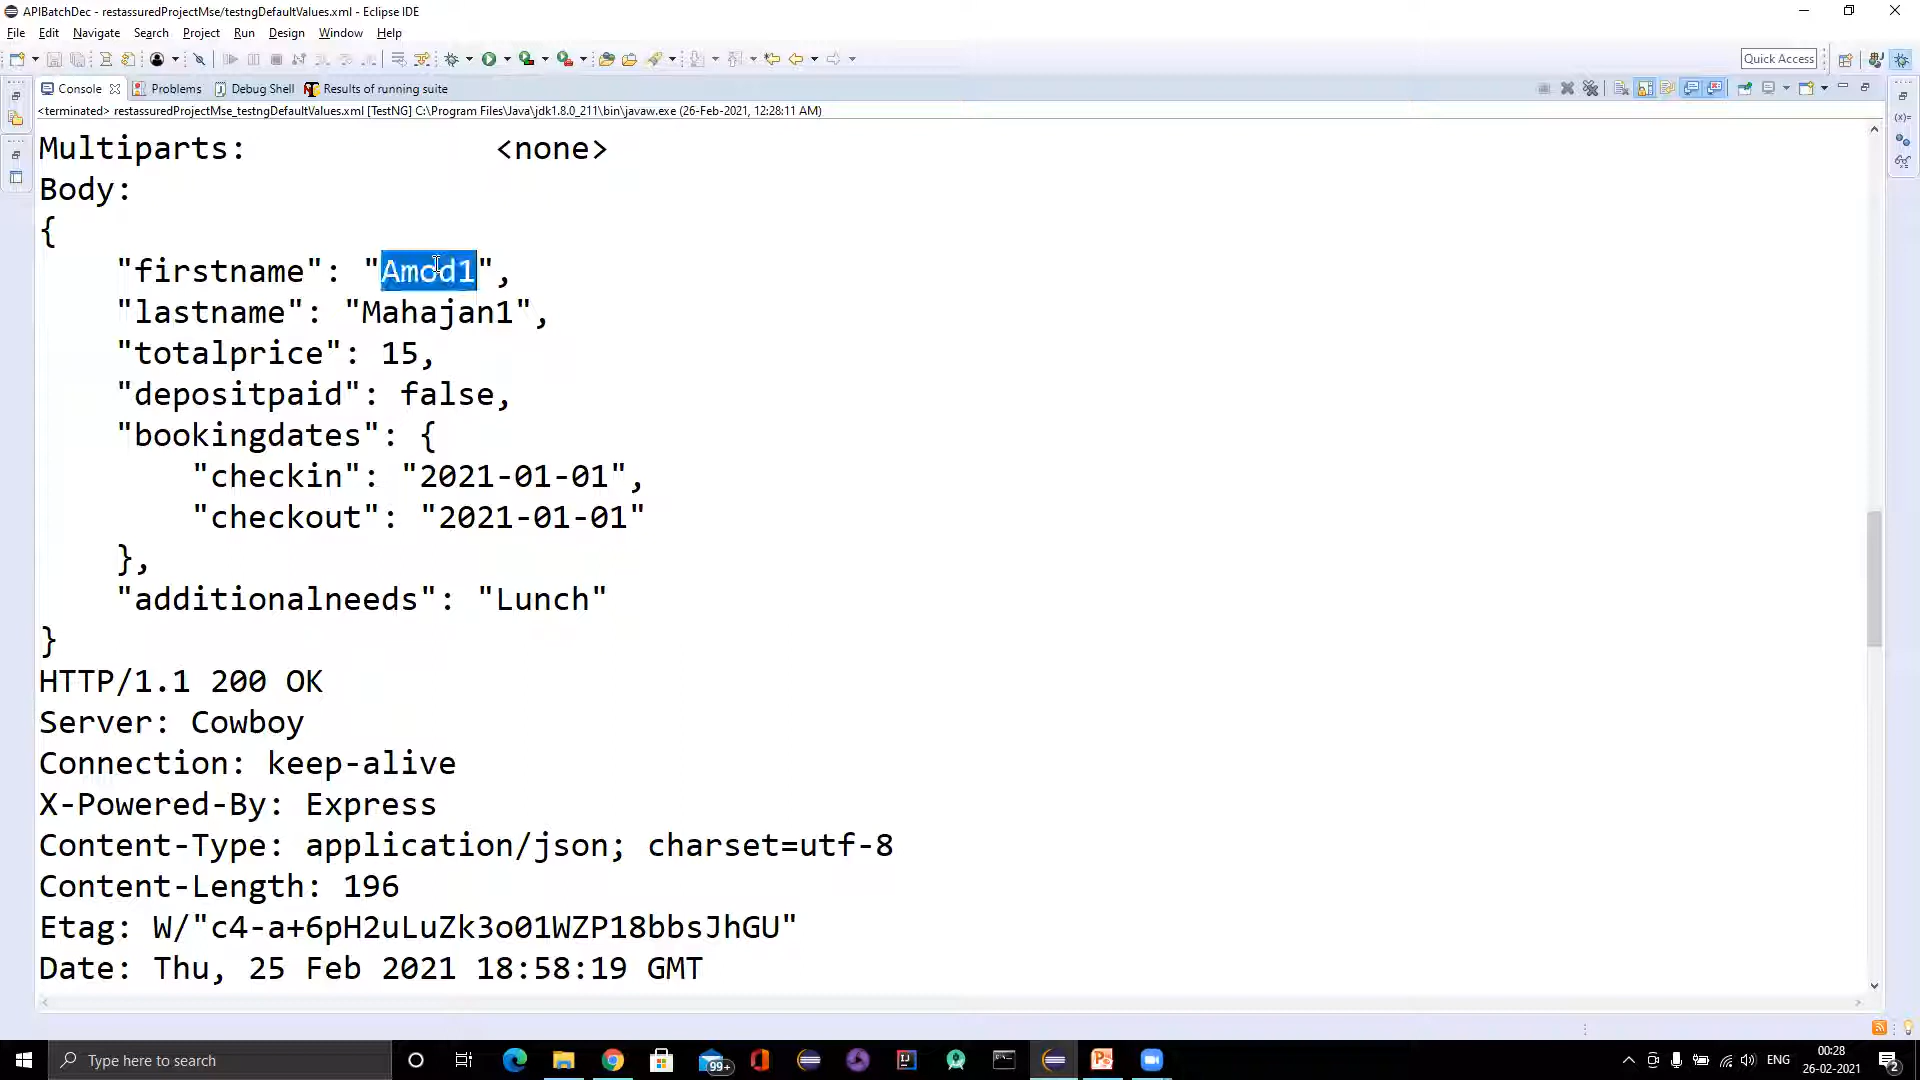 APIBatchDec - restassuredProjectMse/testngDefaultValues.xml - Eclipse IDE
File Edit Navigate Search Project Run Design Window Help
Quick Access
Console Problems Debug Shell Results of running suite
<terminated> restassuredProjectMse_testngDefaultValues.xml [TestNG] C:\Program Files\Java\jdk1.8.0_211\bin\javaw.exe (26-Feb-2021, 12:28:11 AM)
Multiparts: <none>
Body:
{
"firstname": "Amod1",
"lastname": "Mahajan1",
"totalprice": 15,
"depositpaid": false,
"bookingdates": {
"checkin": "2021-01-01",
"checkout": "2021-01-01"
},
"additionalneeds": "Lunch"
}
HTTP/1.1 200 OK
Server: Cowboy
Connection: keep-alive
X-Powered-By: Express
Content-Type: application/json; charset=utf-8
Content-Length: 196
Etag: W/"c4-a+6pH2uLuZk3o01WZP18bbsJhGU"
Date: Thu, 25 Feb 2021 18:58:19 GMT
Type here to search
99+
ENG
00:28
26-02-2021
2